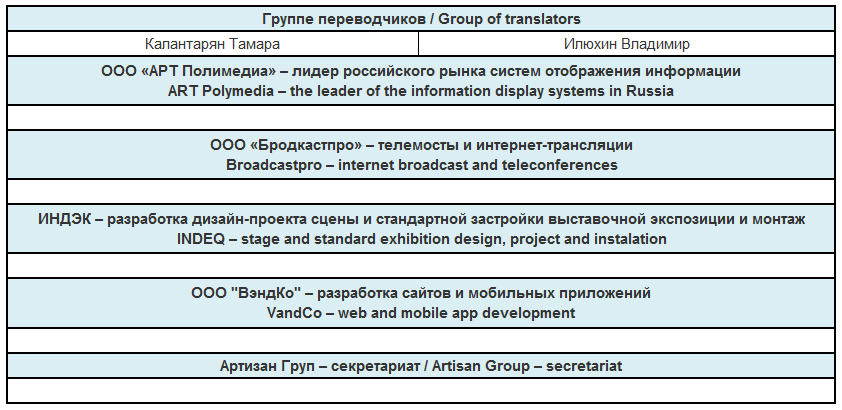 Группе переводчиков / Group of translators
Калантарян Тамара
Илюхин Владимир
ООО «АРТ Полимедиа» – лидер российского рынка систем отображения информации
ART Polymedia – the leader of the information display systems in Russia
ООО «Бродкастпро» – телемосты и интернет-трансляции
Broadcastpro – internet broadcast and teleconferences
ИНДЭК – разработка дизайн-проекта сцены и стандартной застройки выставочной экспозиции и монтаж
INDEQ – stage and standard exhibition design, project and instalation
ООО "ВэндКо" – разработка сайтов и мобильных приложений
VandCo – web and mobile app development
Артизан Груп – секретариат / Artisan Group – secretariat